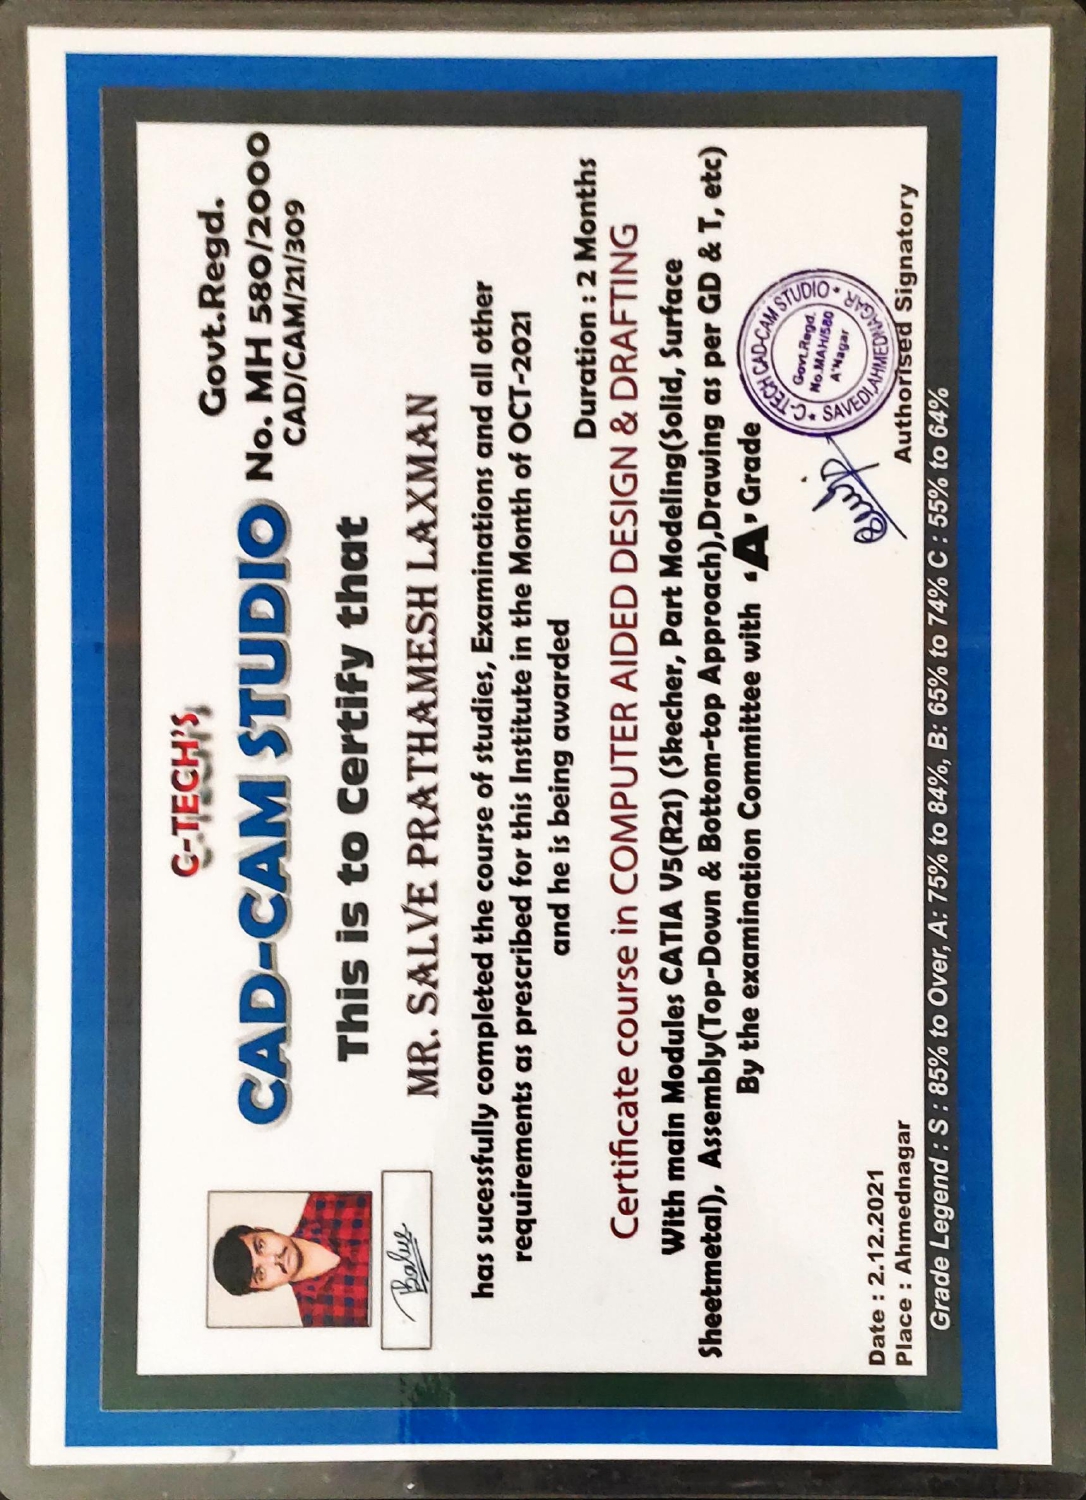 C-TECH'S
CAD-CAM STUDIO
Govt.Regd.
No. MH 580/2000
CAD/CAM/21/309
This is to Certify that
MR. SALVE PRATHAMESH LAXMAN
has sucessfully completed the course of studies, Examinations and all other
requirements as prescribed for this Institute in the Month of OCT-2021
and he is being awarded
Duration : 2 Months
Certificate course in COMPUTER AIDED DESIGN & DRAFTING
With main Modules CATIA V5(R21) (Skecher, Part Modeling(Solid, Surface
Sheetmetal), Assembly(Top-Down & Bottom-top Approach),Drawing as per GD & T, etc)
By the examination Committee with ‘A’ Grade
C-TECH CAD-CAM STUDIO
Govt.Regd.
No.MAH/580
A'Nagar
SAVEDI,AHMEDNAGAR
Date : 2.12.2021
Place : Ahmednagar
Authorised Signatory
Grade Legend : S : 85% to Over, A: 75% to 84%, B: 65% to 74% C : 55% to 64%